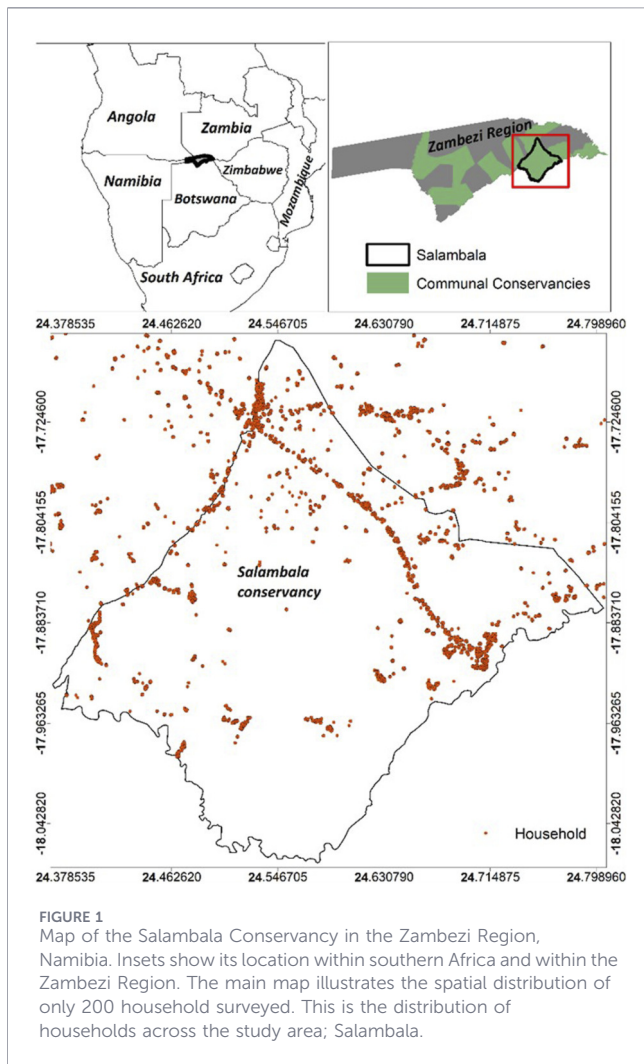 Angola
Zambia
Namibia
Zimbabwe
Botswana
Mozambique
South Africa
Zambezi Region
Salambala
Communal Conservancies
24.378535 24.462620 24.546705 24.630790 24.714875 24.798960
-17.724600 -17.724600
-17.804155 -17.804155
-17.883710 -17.883710
-17.963265 -17.963265
-18.042820 -18.042820
Salambala
conservancy
Household
24.378535 24.462620 24.546705 24.630790 24.714875 24.798960
FIGURE 1
Map of the Salambala Conservancy in the Zambezi Region,
Namibia. Insets show its location within southern Africa and within the
Zambezi Region. The main map illustrates the spatial distribution of
only 200 household surveyed. This is the distribution of
households across the study area; Salambala.